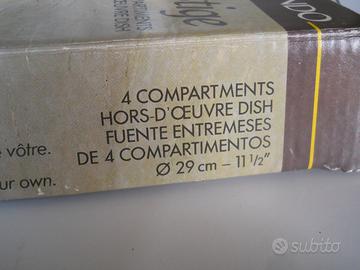 tige
4 COMPARTMENTS
HORS-D'ŒUVRE DISH
FUENTE ENTREMESES
DE 4 COMPARTIMENTOS
Ø 29 cm – 11 1/2"
vôtre.
ur own.
subito